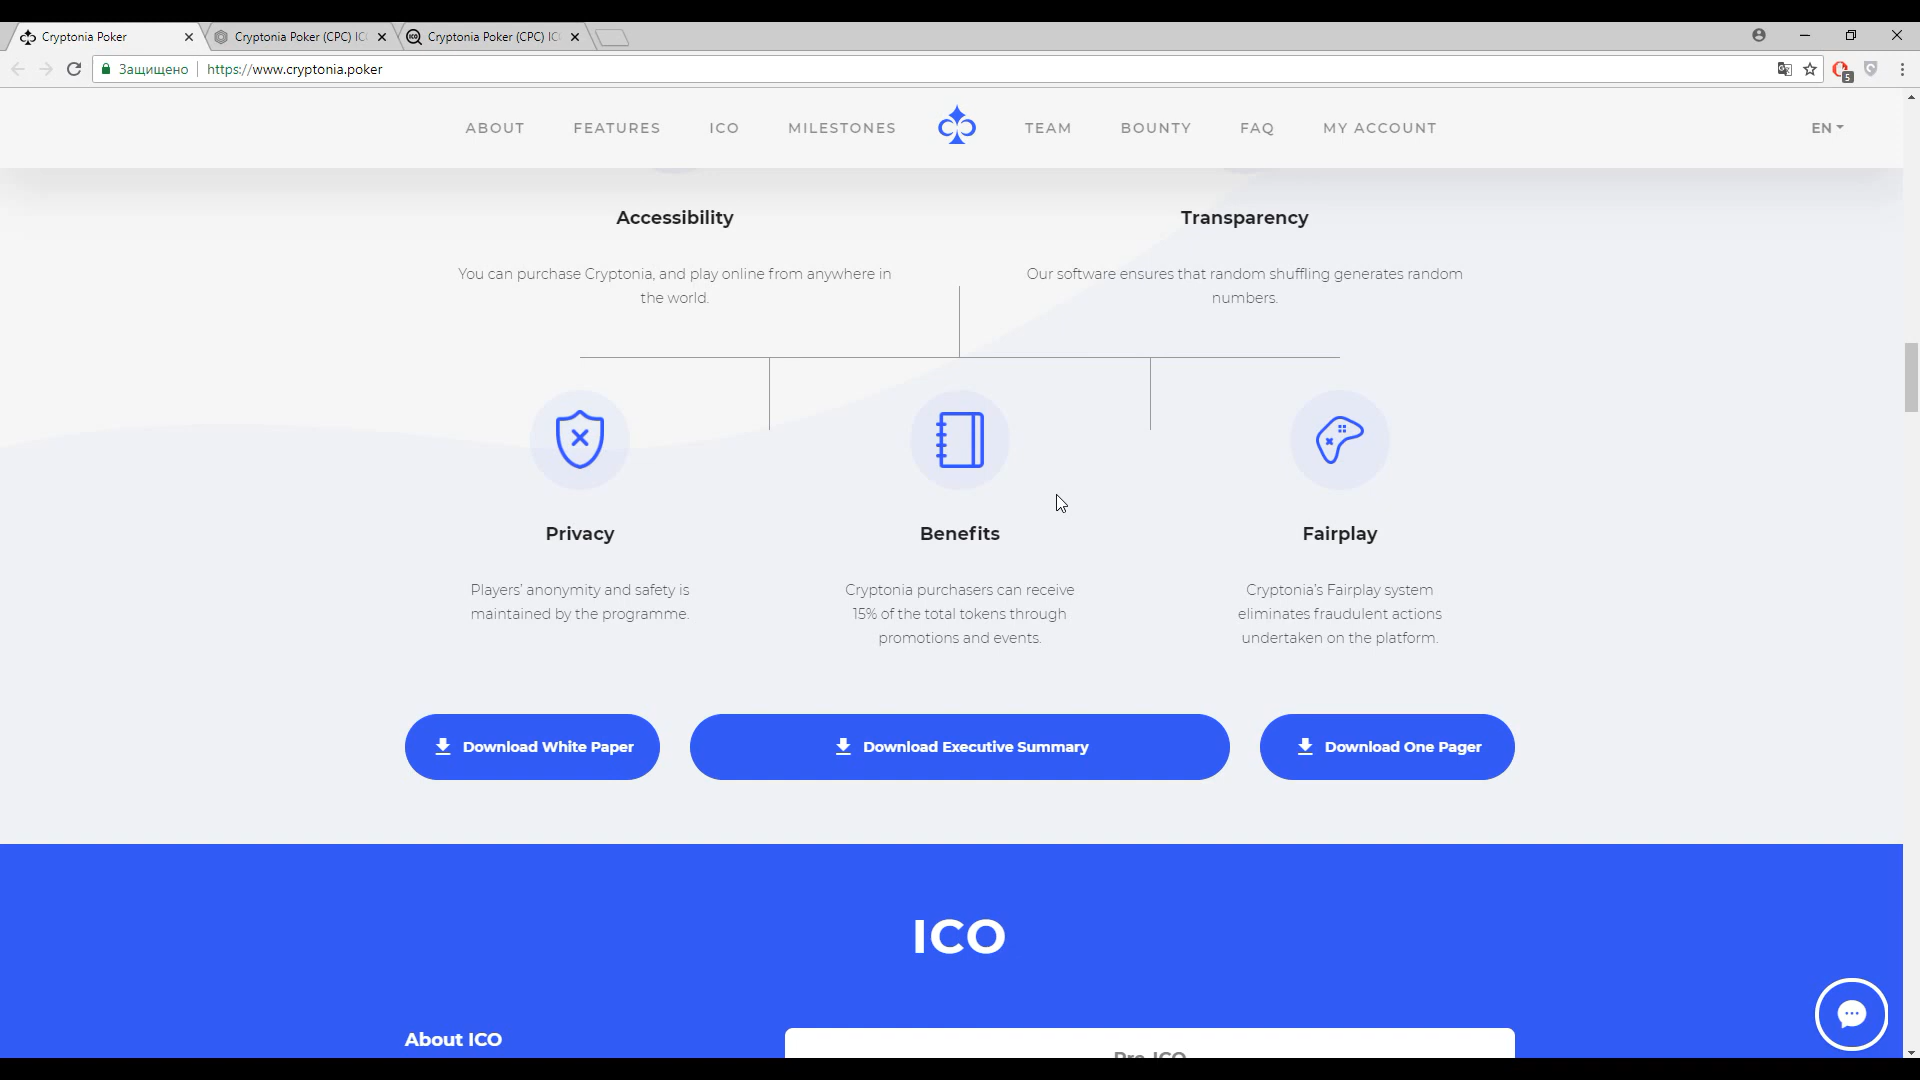 Cryptonia Poker
Cryptonia Poker (CPC) IC
Cryptonia Poker (CPC) IC
Защищено
https://www.cryptonia.poker
5
ABOUT
FEATURES
ICO
MILESTONES
TEAM
BOUNTY
FAQ
MY ACCOUNT
EN
Accessibility
You can purchase Cryptonia, and play online from anywhere in
the world.
Transparency
Our software ensures that random shuffling generates random
numbers.
Privacy
Players’ anonymity and safety is
maintained by the programme.
Benefits
Cryptonia purchasers can receive
15% of the total tokens through
promotions and events.
Fairplay
Cryptonia’s Fairplay system
eliminates fraudulent actions
undertaken on the platform.
Download White Paper
Download Executive Summary
Download One Pager
ICO
About ICO
Pre-ICO